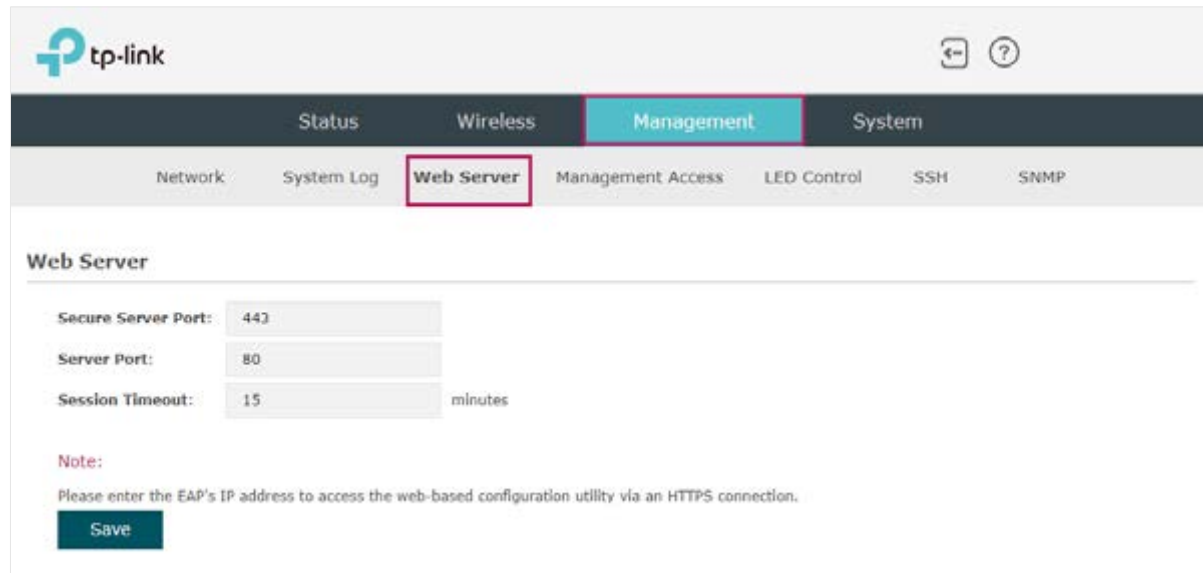 tp-link
Status Wireless Management System
Network System Log Web Server Management Access LED Control SSH SNMP
Web Server
Secure Server Port: 443
Server Port: 80
Session Timeout: 15 minutes
Note:
Please enter the EAP's IP address to access the web-based configuration utility via an HTTPS connection.
Save